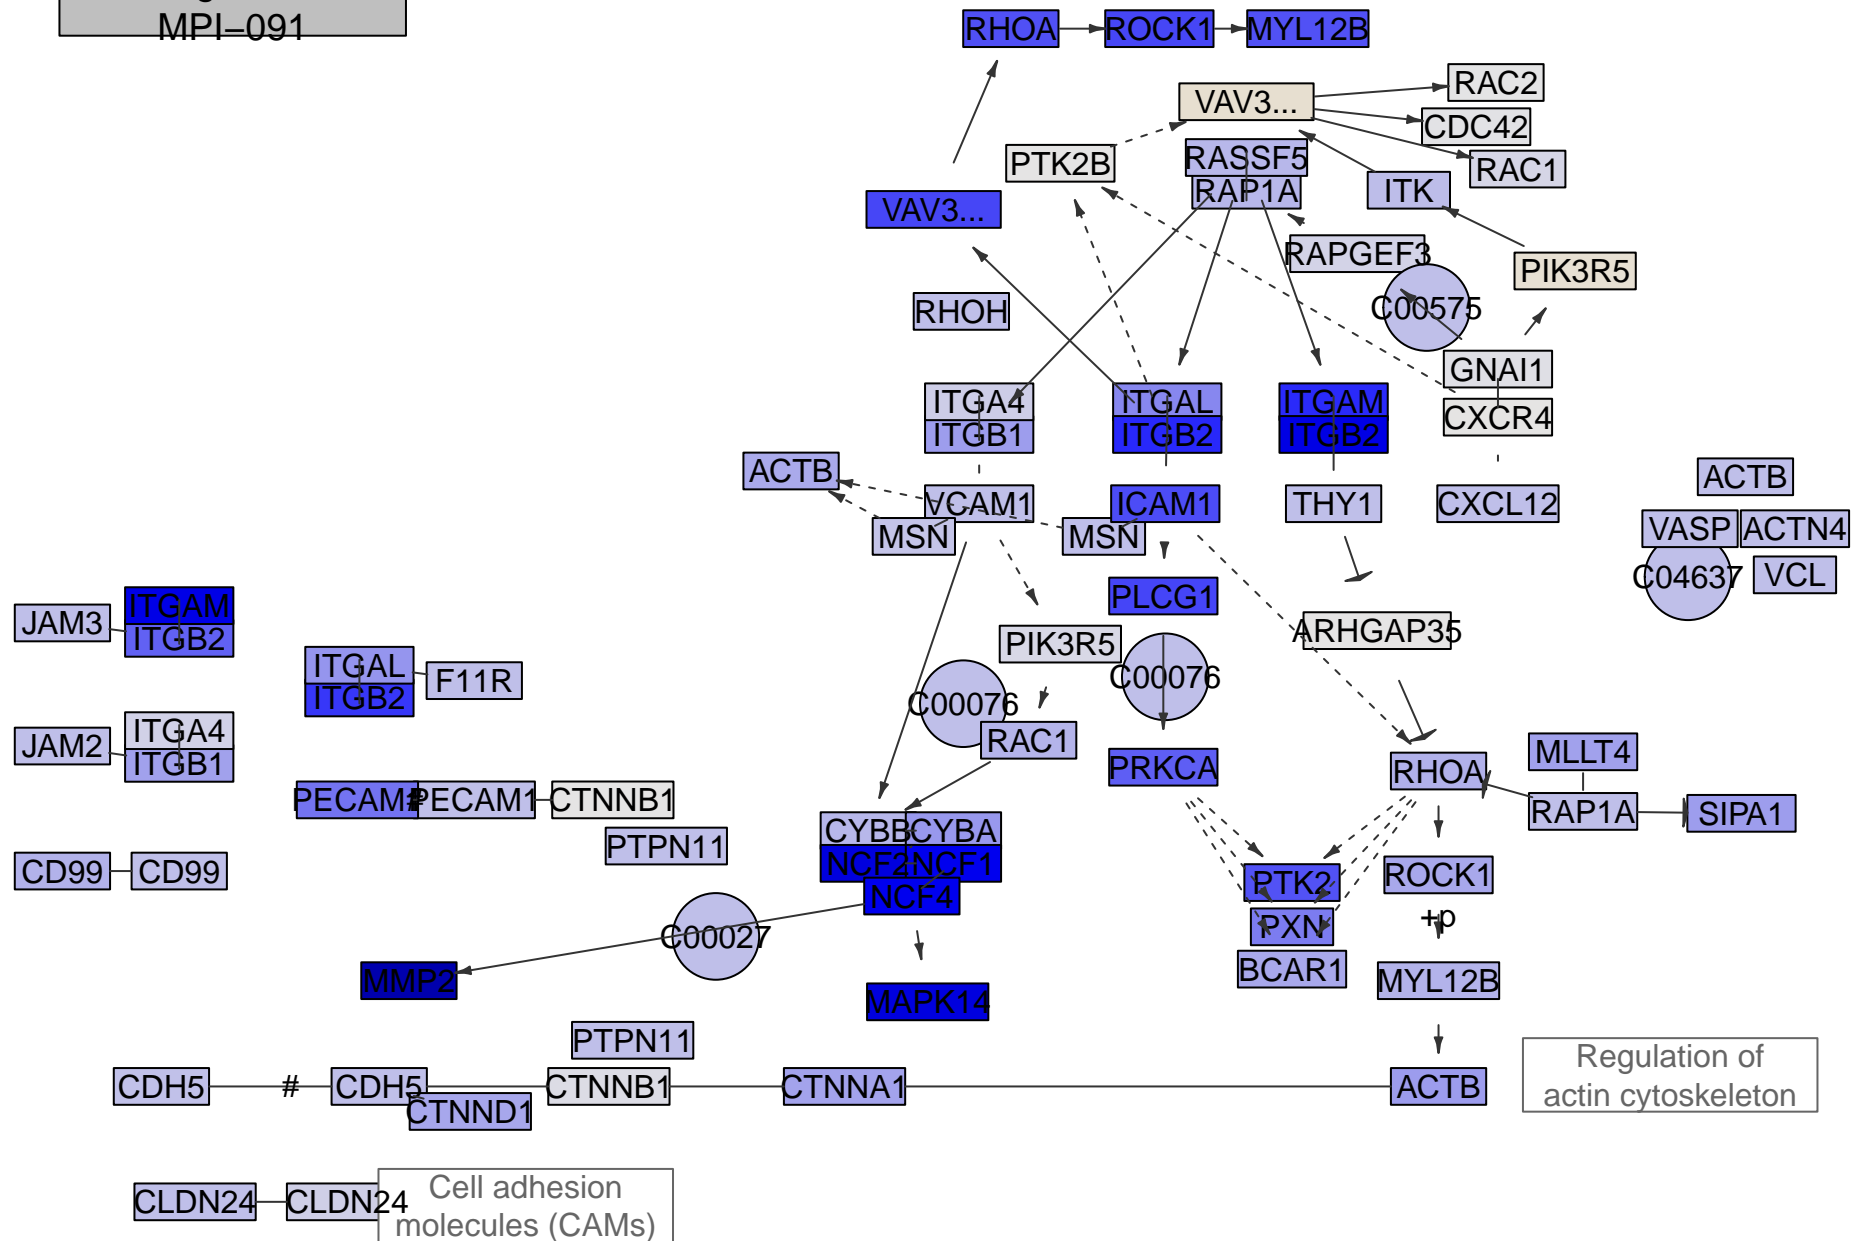 MPI–091
RHOA
ROCK1
MYL12B
VAV3...
RAC2
CDC42
RAC1
PTK2B
RASSF5
RAP1A
ITK
VAV3...
RAPGEF3
PIK3R5
C00575
RHOH
GNAI1
ITGA4
ITGB1
ITGAL
ITGB2
ITGAM
ITGB2
CXCR4
ACTB
VCAM1
MSN
ICAM1
MSN
THY1
CXCL12
ACTB
VASP
ACTN4
C04637
VCL
PLCG1
JAM3
ITGAM
ITGB2
ITGAL
ITGB2
F11R
PIK3R5
C00076
C00076
ARHGAP35
JAM2
ITGA4
ITGB1
RAC1
PRKCA
RHOA
MLLT4
RAP1A
SIPA1
PECAM1
#
PECAM1
CTNNB1
PTPN11
CYBB
CYBA
NCF2
NCF1
NCF4
CD99
CD99
PTK2
ROCK1
+p
PXN
BCAR1
MYL12B
C00027
MMP2
MAPK14
PTPN11
CDH5
#
CDH5
CTNND1
CTNNB1
CTNNA1
ACTB
Regulation of
actin cytoskeleton
CLDN24
CLDN24
Cell adhesion
molecules (CAMs)